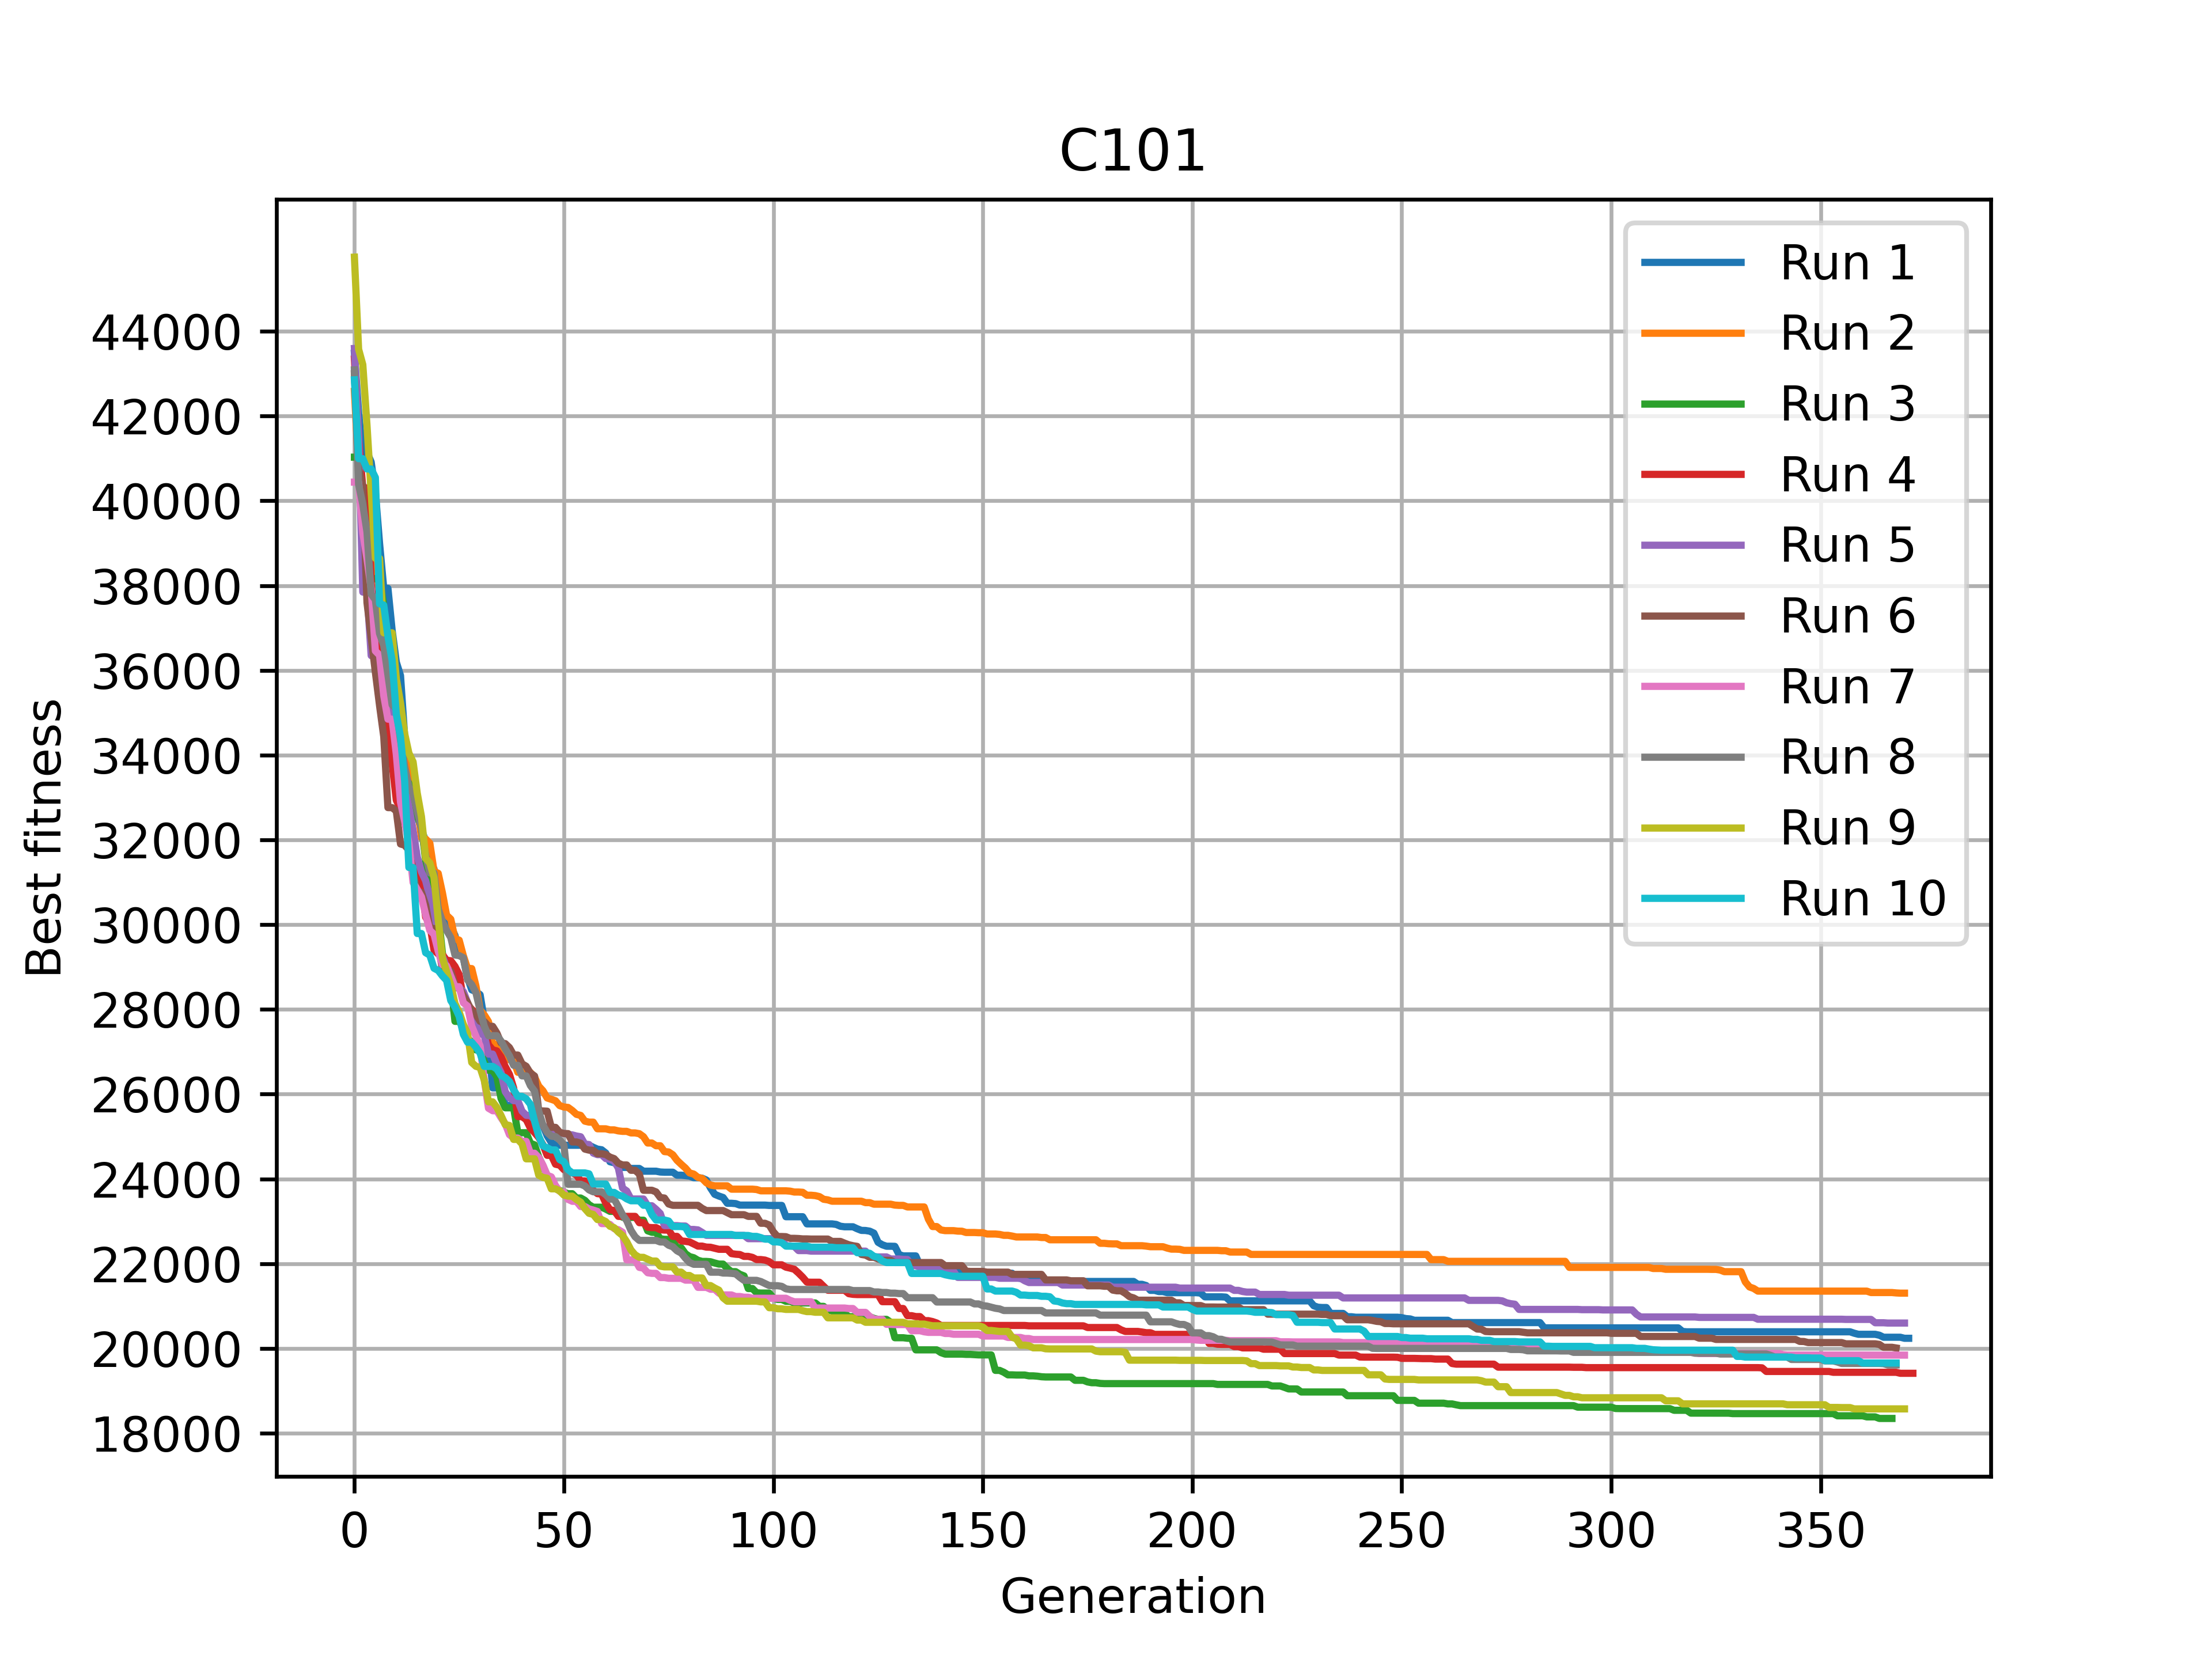 C101
Best fitness
44000
42000
40000
38000
36000
34000
32000
30000
28000
26000
24000
22000
20000
18000
0 50 100 150 200 250 300 350
Generation
Run 1
Run 2
Run 3
Run 4
Run 5
Run 6
Run 7
Run 8
Run 9
Run 10